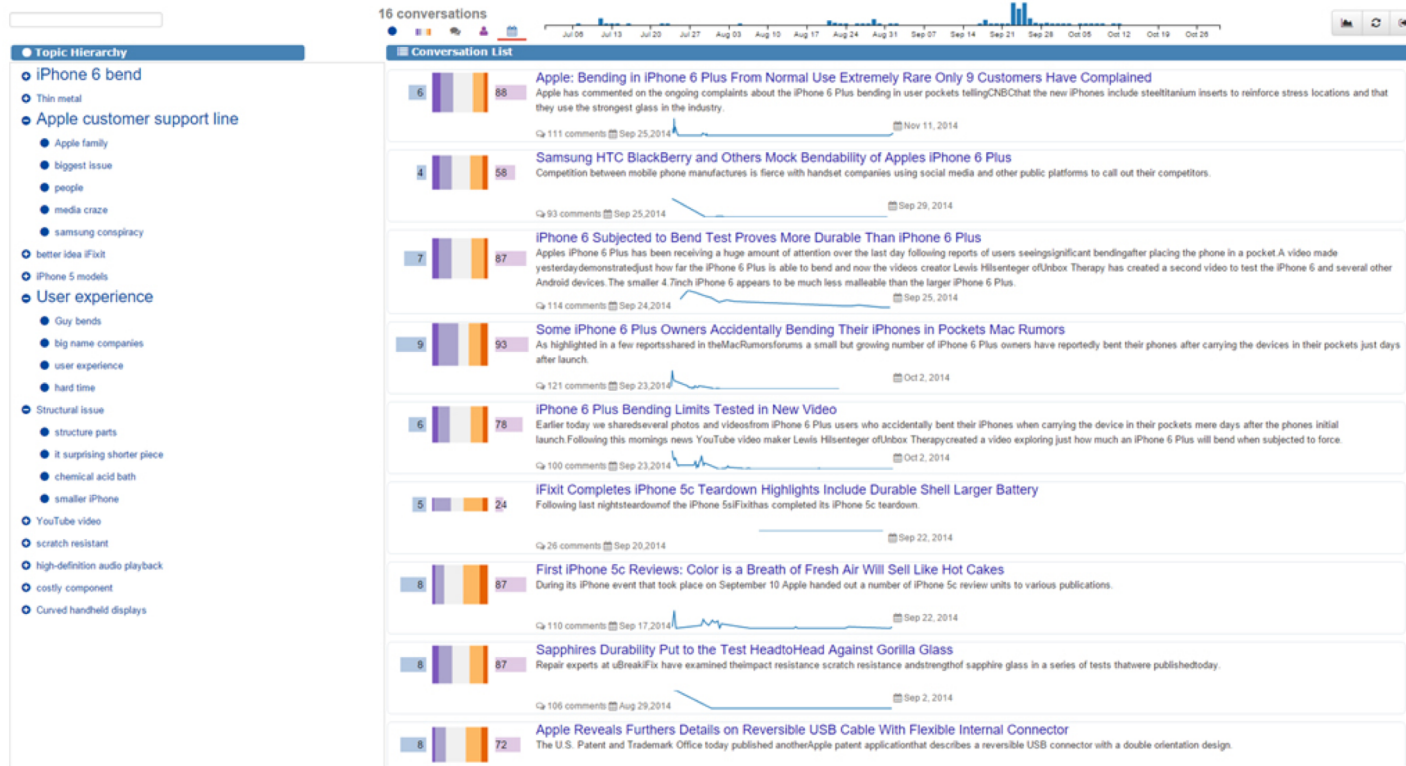 16 conversations
Jul 06 Jul 13 Jul 20 Jul 27 Aug 03 Aug 10 Aug 17 Aug 24 Aug 31 Sep 07 Sep 14 Sep 21 Sep 28 Oct 05 Oct 12 Oct 19 Oct 26
Topic Hierarchy
iPhone 6 bend
Thin metal
Apple customer support line
Apple family
biggest issue
people
media craze
samsung conspiracy
better idea iFixit
iPhone 5 models
User experience
Guy bends
big name companies
user experience
hard time
Structural issue
structure parts
it surprising shorter piece
chemical acid bath
smaller iPhone
YouTube video
scratch resistant
high-definition audio playback
costly component
Curved handheld displays
Conversation List
6 88
Apple: Bending in iPhone 6 Plus From Normal Use Extremely Rare Only 9 Customers Have Complained
Apple has commented on the ongoing complaints about the iPhone 6 Plus bending in user pockets tellingCNBCthat the new iPhones include steeltitanium inserts to reinforce stress locations and that
they use the strongest glass in the industry.
111 comments Sep 25,2014 Nov 11, 2014
4 58
Samsung HTC BlackBerry and Others Mock Bendability of Apples iPhone 6 Plus
Competition between mobile phone manufactures is fierce with handset companies using social media and other public platforms to call out their competitors.
93 comments Sep 25,2014 Sep 29, 2014
7 87
iPhone 6 Subjected to Bend Test Proves More Durable Than iPhone 6 Plus
Apples iPhone 6 Plus has been receiving a huge amount of attention over the last day following reports of users seeingsignificant bendingafter placing the phone in a pocket.A video made
yesterdaydemonstratedjust how far the iPhone 6 Plus is able to bend and now the videos creator Lewis Hilsenteger ofUnbox Therapy has created a second video to test the iPhone 6 and several other
Android devices.The smaller 4.7inch iPhone 6 appears to be much less malleable than the larger iPhone 6 Plus.
114 comments Sep 24,2014 Sep 25, 2014
9 93
Some iPhone 6 Plus Owners Accidentally Bending Their iPhones in Pockets Mac Rumors
As highlighted in a few reportsshared in theMacRumorsforums a small but growing number of iPhone 6 Plus owners have reportedly bent their phones after carrying the devices in their pockets just days
after launch.
121 comments Sep 23,2014 Oct 2, 2014
6 78
iPhone 6 Plus Bending Limits Tested in New Video
Earlier today we sharedseveral photos and videosfrom iPhone 6 Plus users who accidentally bent their iPhones when carrying the device in their pockets mere days after the phones initial
launch.Following this mornings news YouTube video maker Lewis Hilsenteger ofUnbox Therapycreated a video exploring just how much an iPhone 6 Plus will bend when subjected to force.
100 comments Sep 23,2014 Oct 2, 2014
5 24
iFixit Completes iPhone 5c Teardown Highlights Include Durable Shell Larger Battery
Following last nightsteardownof the iPhone 5siFixithas completed its iPhone 5c teardown.
26 comments Sep 20,2014 Sep 22, 2014
8 87
First iPhone 5c Reviews: Color is a Breath of Fresh Air Will Sell Like Hot Cakes
During its iPhone event that took place on September 10 Apple handed out a number of iPhone 5c review units to various publications.
110 comments Sep 17,2014 Sep 22, 2014
8 87
Sapphires Durability Put to the Test HeadtoHead Against Gorilla Glass
Repair experts at uBreakiFix have examined theimpact resistance scratch resistance andstrengthof sapphire glass in a series of tests thatwere publishedtoday.
106 comments Aug 29,2014 Sep 2, 2014
8 72
Apple Reveals Furthers Details on Reversible USB Cable With Flexible Internal Connector
The U.S. Patent and Trademark Office today published anotherApple patent applicationthat describes a reversible USB connector with a double orientation design.